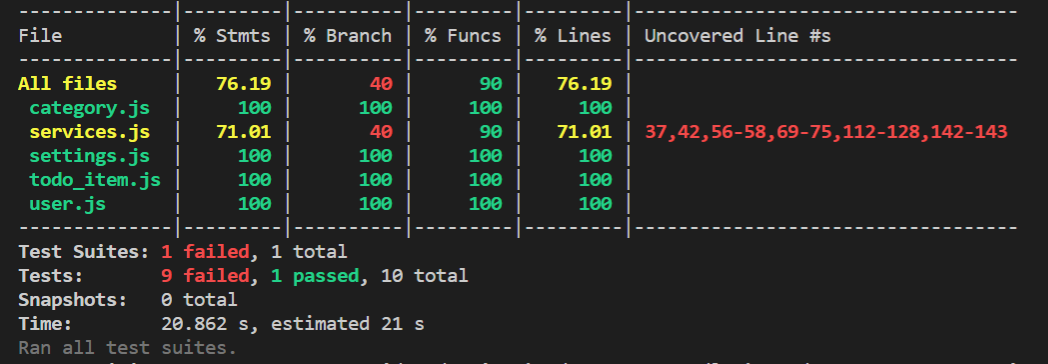 --------------|---------|----------|---------|---------|-----------------------------------
File          | % Stmts | % Branch | % Funcs | % Lines | Uncovered Line #s
--------------|---------|----------|---------|---------|-----------------------------------
All files     |   76.19 |       40 |      90 |   76.19 |
 category.js  |     100 |      100 |     100 |     100 |
 services.js  |   71.01 |       40 |      90 |   71.01 | 37,42,56-58,69-75,112-128,142-143
 settings.js  |     100 |      100 |     100 |     100 |
 todo_item.js |     100 |      100 |     100 |     100 |
 user.js      |     100 |      100 |     100 |     100 |
--------------|---------|----------|---------|---------|-----------------------------------
Test Suites: 1 failed, 1 total
Tests:       9 failed, 1 passed, 10 total
Snapshots:   0 total
Time:        20.862 s, estimated 21 s
Ran all test suites.